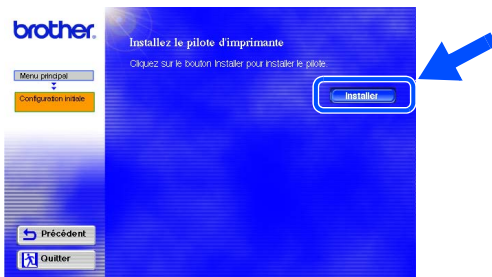 brother.
Installez le pilote d'imprimante
Cliquez sur le bouton Installer pour installer le pilote.
Menu principal
Configuration initiale
Installer
Précédent
Quitter